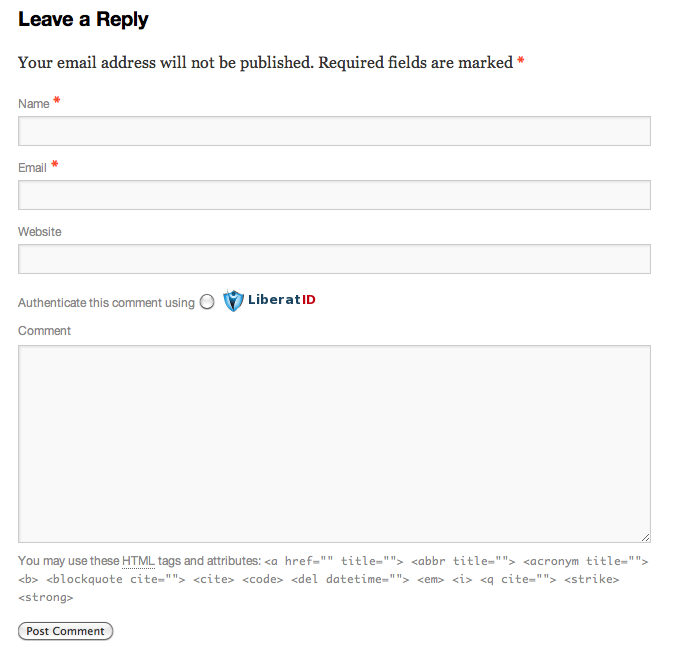 Leave a Reply
Your email address will not be published. Required fields are marked *
Name *
Email *
Website
Authenticate this comment using LiberatID
Comment
You may use these HTML tags and attributes: <a href="" title=""> <abbr title=""> <acronym title="">
<b> <blockquote cite=""> <cite> <code> <del datetime=""> <em> <i> <q cite=""> <strike>
<strong>
Post Comment